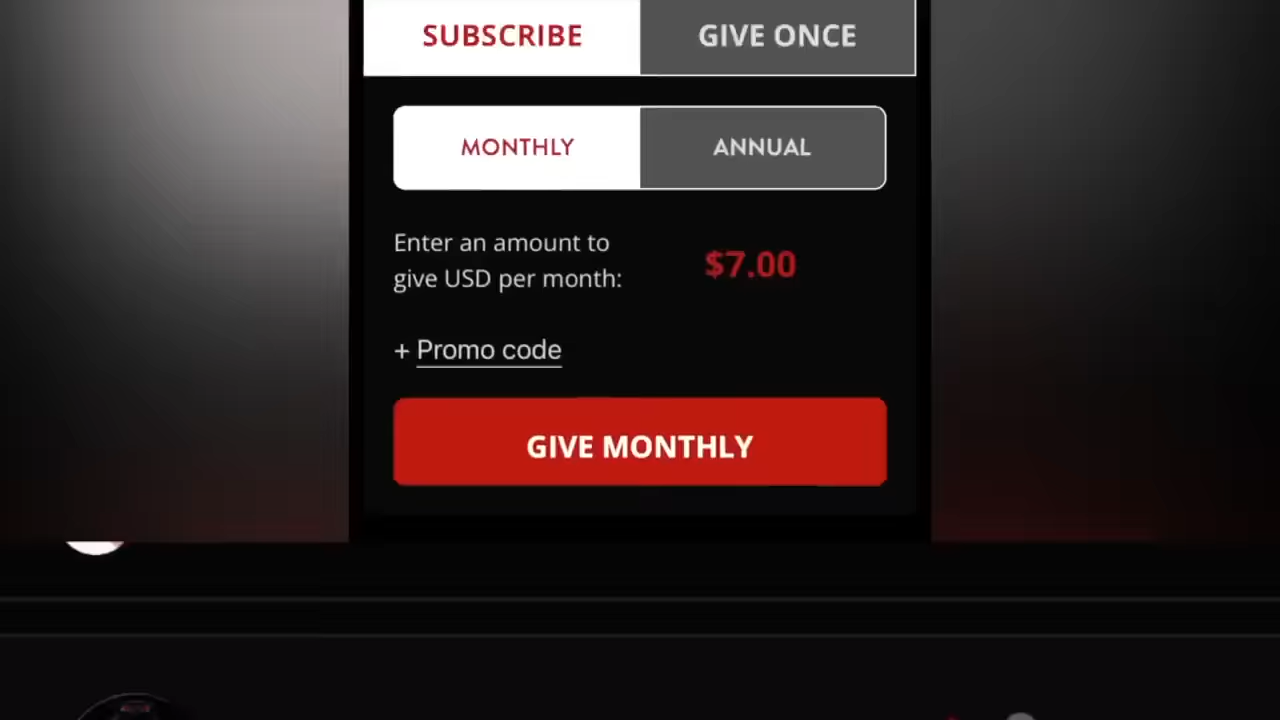 SUBSCRIBE
GIVE ONCE
MONTHLY
ANNUAL
Enter an amount to
give USD per month:
$7.00
+ Promo code
GIVE MONTHLY